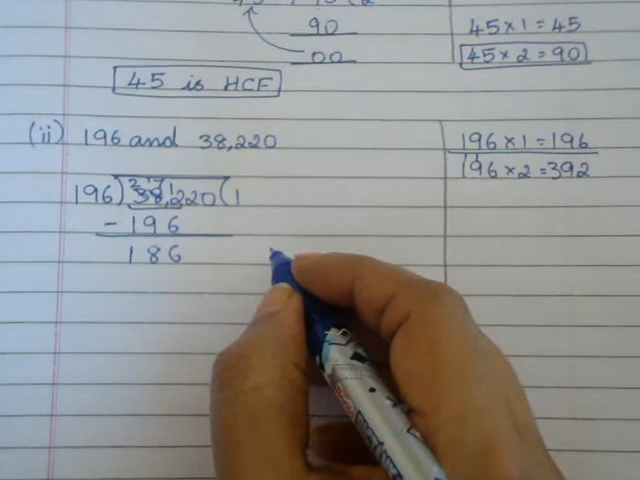 90
00
45 × 1 = 45
45 × 2 = 90
45 is HCF
(ii) 196 and 38,220
196 × 1 = 196
196 × 2 = 392
196)38,220(1
- 196
186